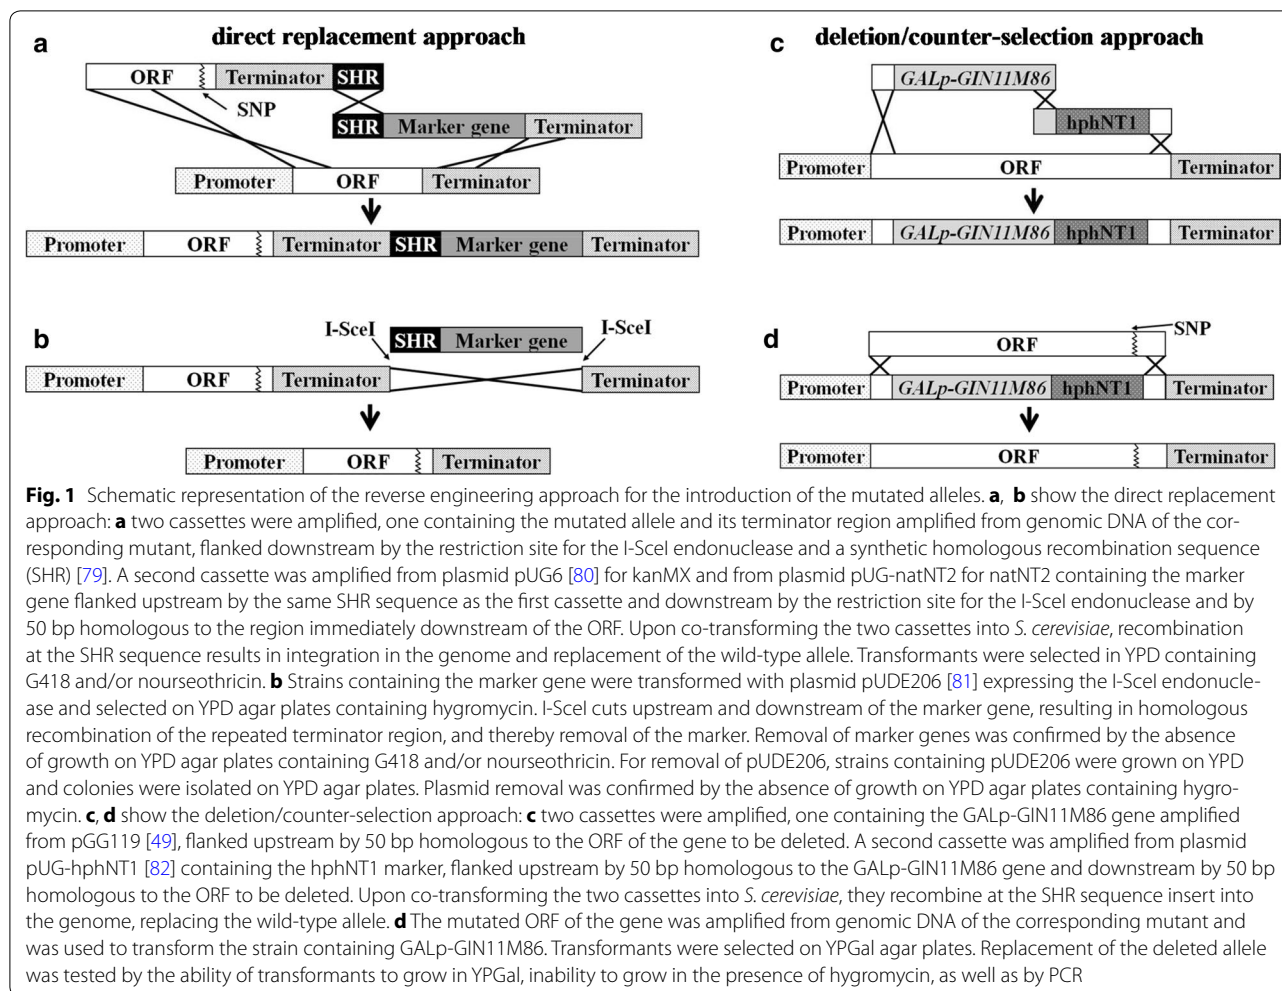 a
direct replacement approach
ORF
Terminator
SHR
SNP
SHR
Marker gene
Terminator
Promoter
ORF
Terminator
Promoter
ORF
Terminator
SHR
Marker gene
Terminator
b
I-SceI
I-SceI
SHR
Marker gene
Promoter
ORF
Terminator
Terminator
Promoter
ORF
Terminator
c
deletion/counter-selection approach
GALp-GIN11M86
hphNT1
Promoter
ORF
Terminator
Promoter
GALp-GIN11M86
hphNT1
Terminator
d
SNP
ORF
Promoter
GALp-GIN11M86
hphNT1
Terminator
Promoter
ORF
Terminator
Fig. 1 Schematic representation of the reverse engineering approach for the introduction of the mutated alleles. a, b show the direct replacement
approach: a two cassettes were amplified, one containing the mutated allele and its terminator region amplified from genomic DNA of the cor-
responding mutant, flanked downstream by the restriction site for the I-SceI endonuclease and a synthetic homologous recombination sequence
(SHR) [79]. A second cassette was amplified from plasmid pUG6 [80] for kanMX and from plasmid pUG-natNT2 for natNT2 containing the marker
gene flanked upstream by the same SHR sequence as the first cassette and downstream by the restriction site for the I-SceI endonuclease and by
50 bp homologous to the region immediately downstream of the ORF. Upon co-transforming the two cassettes into S. cerevisiae, recombination
at the SHR sequence results in integration in the genome and replacement of the wild-type allele. Transformants were selected in YPD containing
G418 and/or nourseothricin. b Strains containing the marker gene were transformed with plasmid pUDE206 [81] expressing the I-SceI endonucle-
ase and selected on YPD agar plates containing hygromycin. I-SceI cuts upstream and downstream of the marker gene, resulting in homologous
recombination of the repeated terminator region, and thereby removal of the marker. Removal of marker genes was confirmed by the absence
of growth on YPD agar plates containing G418 and/or nourseothricin. For removal of pUDE206, strains containing pUDE206 were grown on YPD
and colonies were isolated on YPD agar plates. Plasmid removal was confirmed by the absence of growth on YPD agar plates containing hygro-
mycin. c, d show the deletion/counter-selection approach: c two cassettes were amplified, one containing the GALp-GIN11M86 gene amplified
from pGG119 [49], flanked upstream by 50 bp homologous to the ORF of the gene to be deleted. A second cassette was amplified from plasmid
pUG-hphNT1 [82] containing the hphNT1 marker, flanked upstream by 50 bp homologous to the GALp-GIN11M86 gene and downstream by 50 bp
homologous to the ORF to be deleted. Upon co-transforming the two cassettes into S. cerevisiae, they recombine at the SHR sequence insert into
the genome, replacing the wild-type allele. d The mutated ORF of the gene was amplified from genomic DNA of the corresponding mutant and
was used to transform the strain containing GALp-GIN11M86. Transformants were selected on YPGal agar plates. Replacement of the deleted allele
was tested by the ability of transformants to grow in YPGal, inability to grow in the presence of hygromycin, as well as by PCR